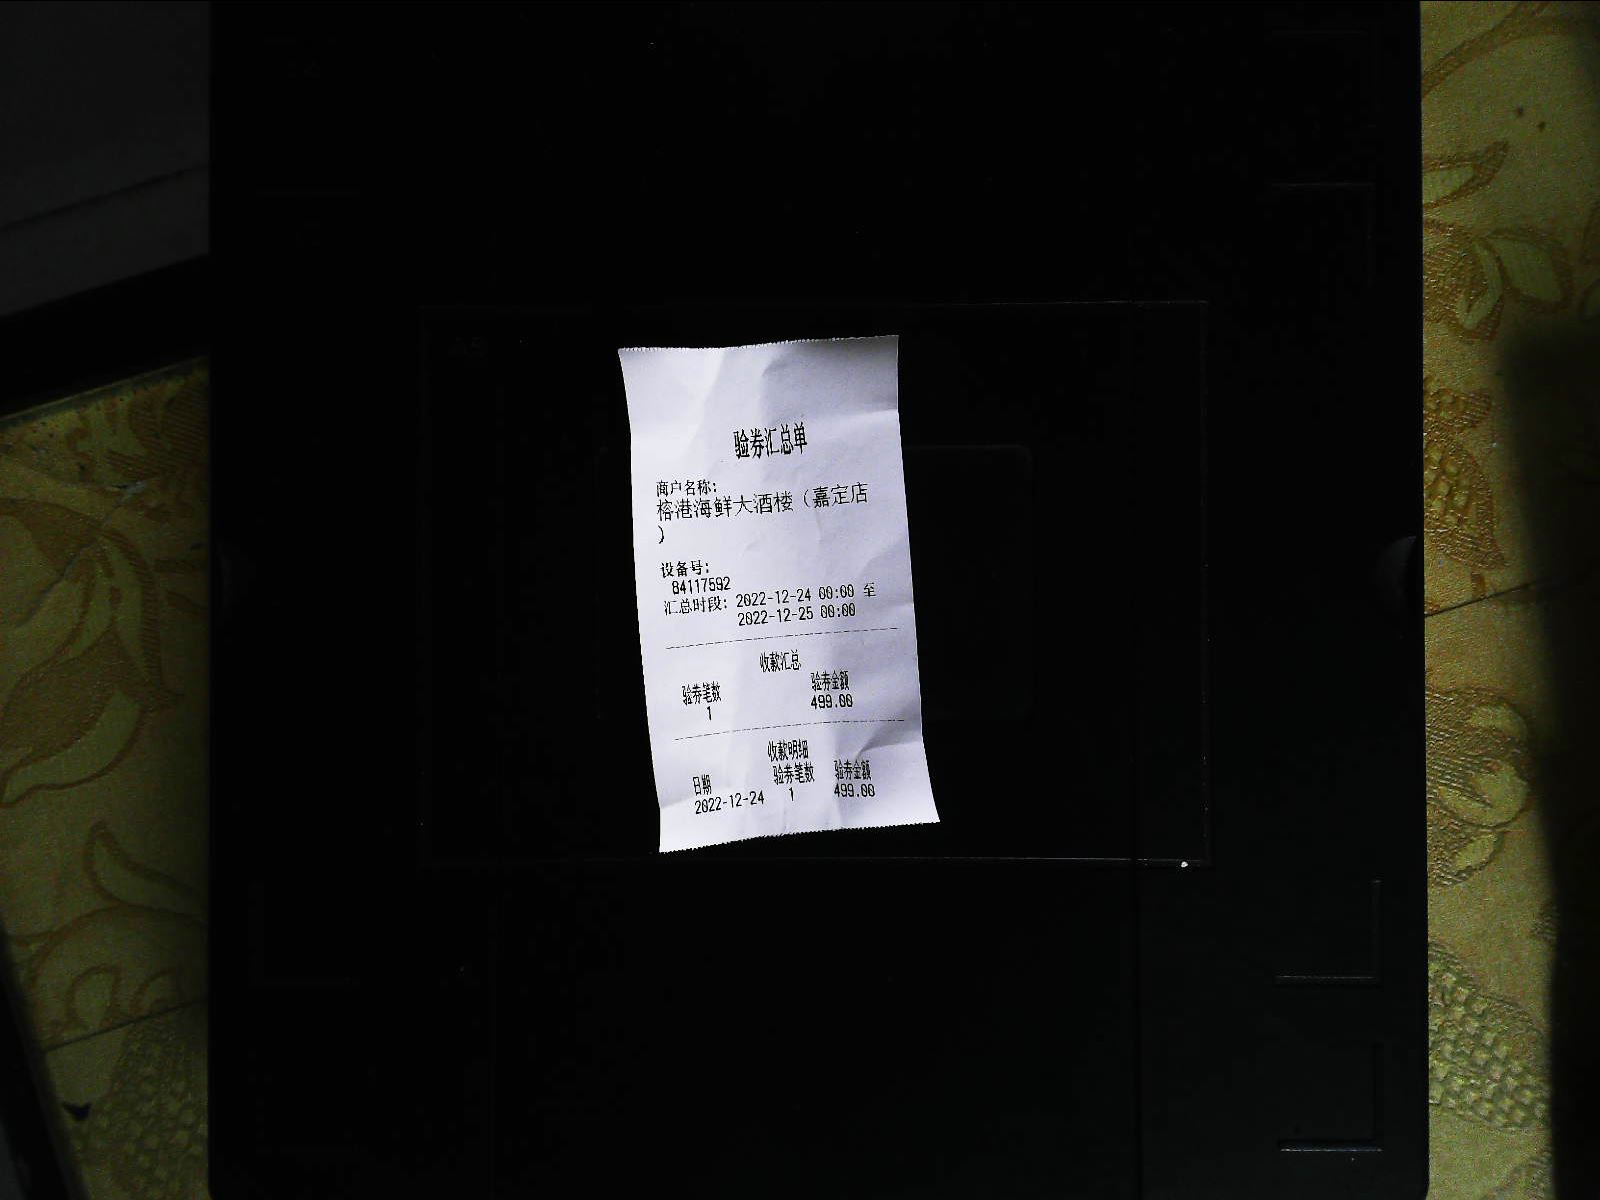 验券汇总单
商户名称:
榕港海鲜大酒楼（嘉定店
）
设备号:
84117592
汇总时段: 2022-12-24 00:00 至
2022-12-25 00:00
收款汇总
验券笔数 验券金额
1 499.00
收款明细
日期 验券笔数 验券金额
2022-12-24 1 499.00